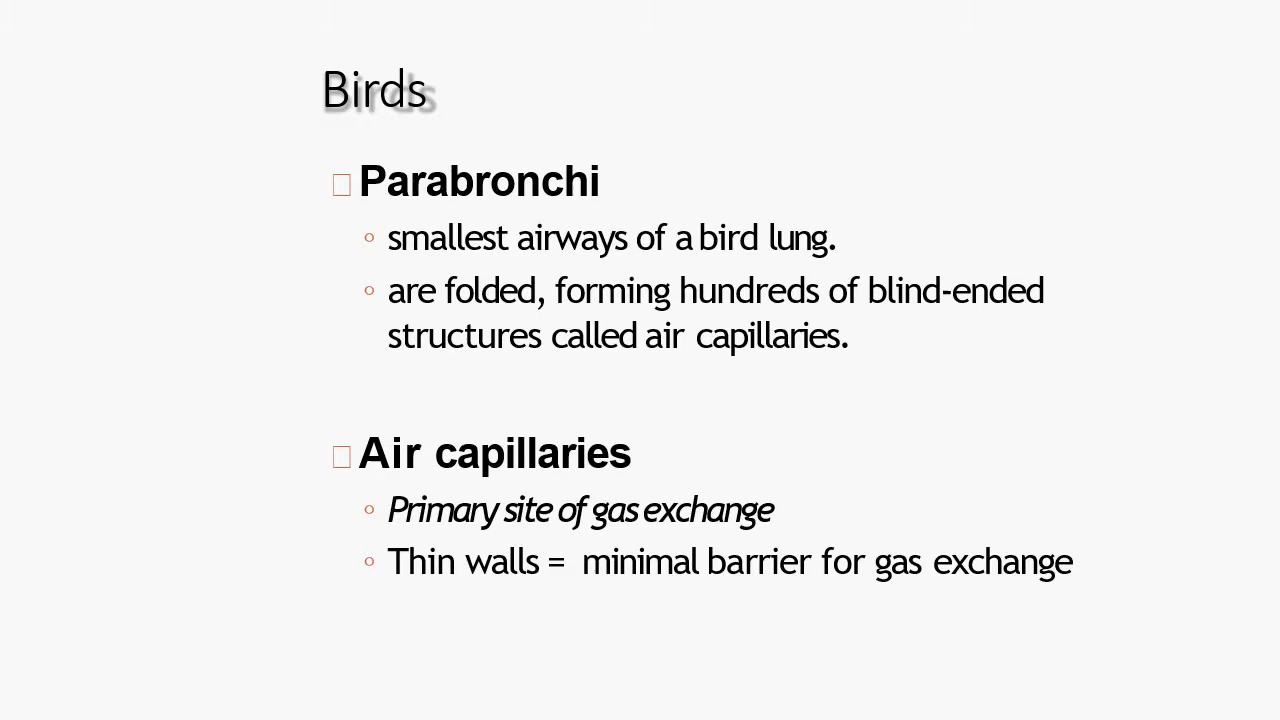 Birds
Parabronchi
◦ smallest airways of a bird lung.
◦ are folded, forming hundreds of blind-ended
structures called air capillaries.
Air capillaries
◦ Primary site of gas exchange
◦ Thin walls = minimal barrier for gas exchange